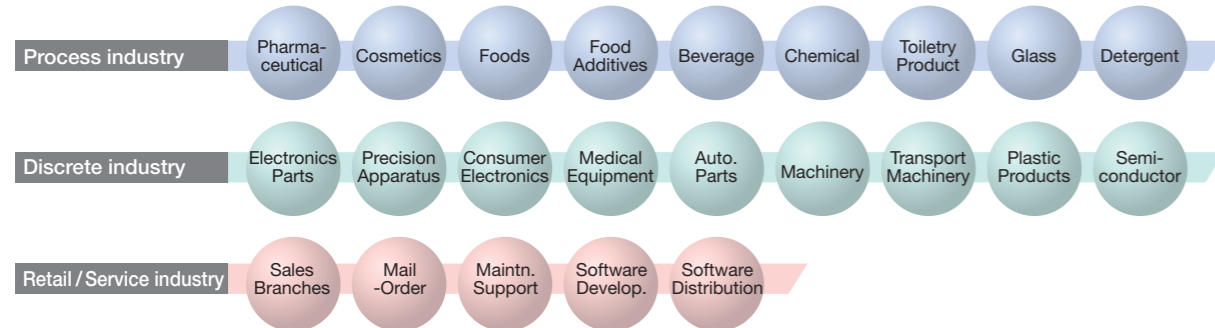 Process industry
Pharma-
ceutical
Cosmetics
Foods
Food
Additives
Beverage
Chemical
Toiletry
Product
Glass
Detergent
Discrete industry
Electronics
Parts
Precision
Apparatus
Consumer
Electronics
Medical
Equipment
Auto.
Parts
Machinery
Transport
Machinery
Plastic
Products
Semi-
conductor
Retail / Service industry
Sales
Branches
Mail
-Order
Maintn.
Support
Software
Develop.
Software
Distribution